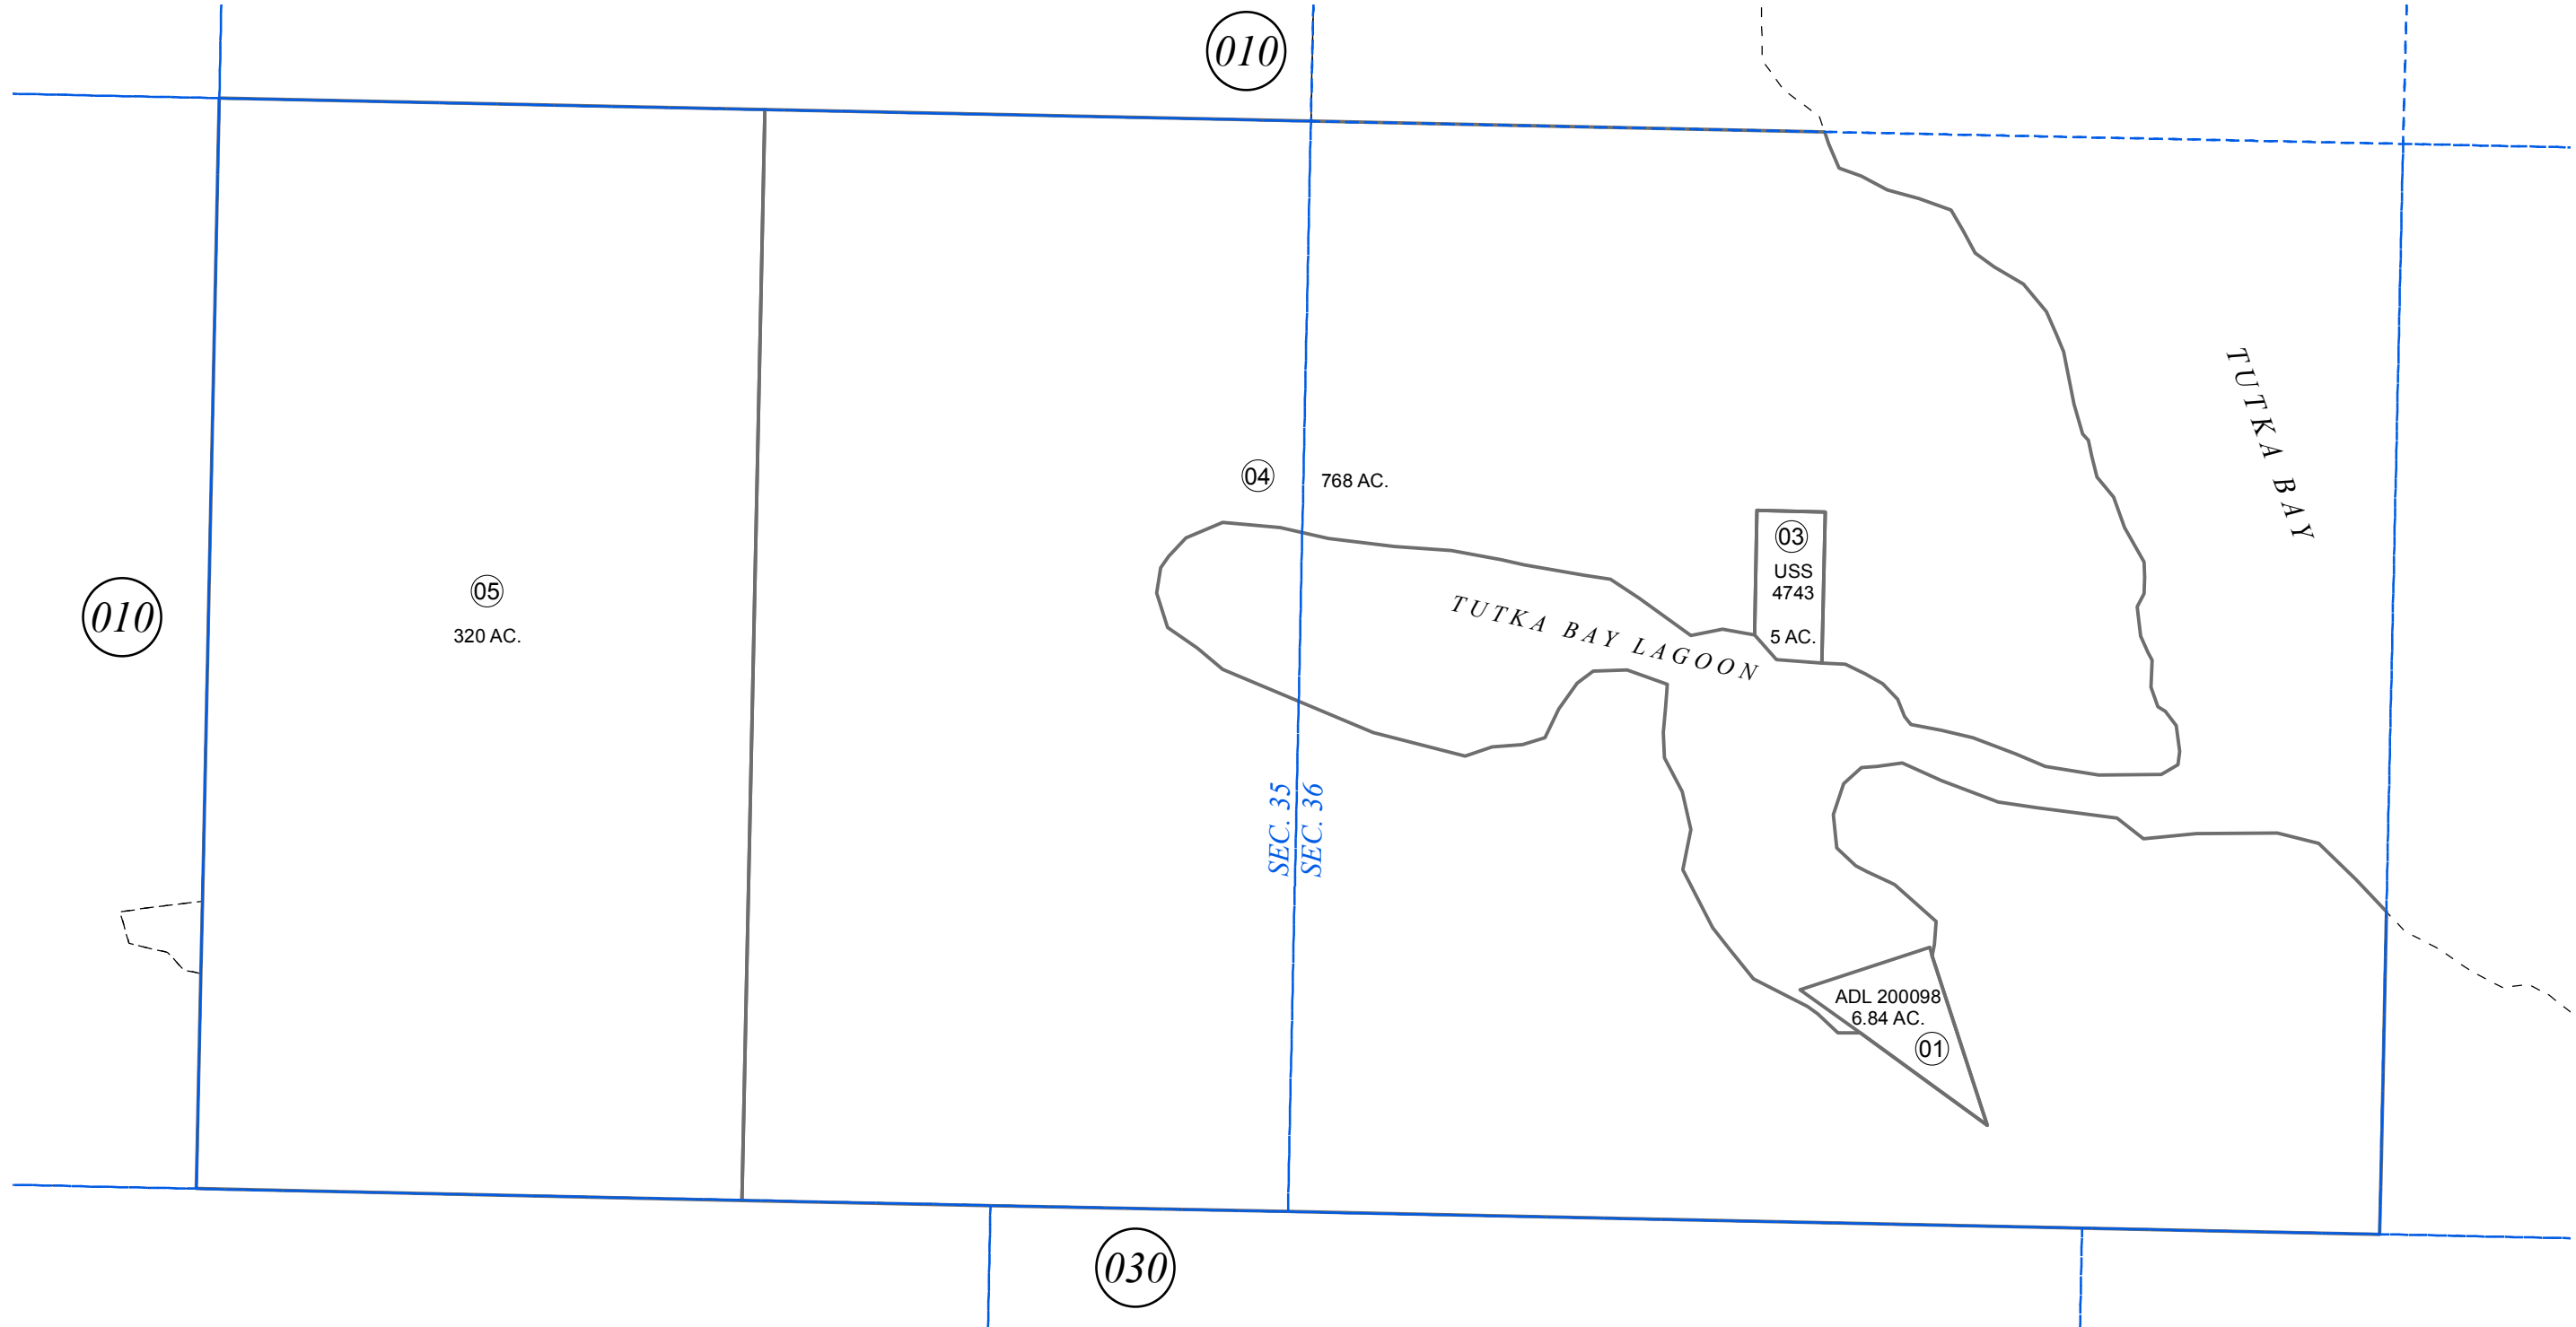 010
TUTKA BAY
04
768 AC.
03
USS
4743
5 AC.
010
05
320 AC.
TUTKA BAY LAGOON
SEC. 35
SEC. 36
ADL 200098
6.84 AC.
01
030